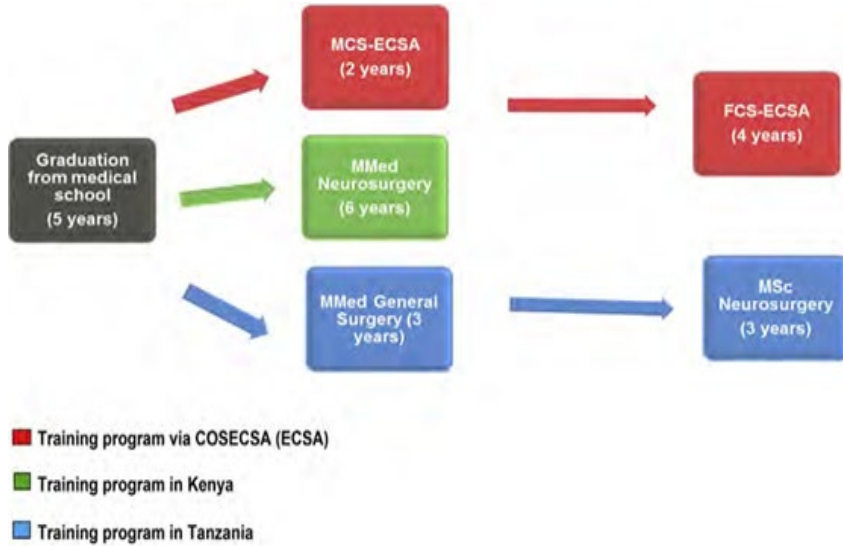 MCS-ECSA
(2 years)
FCS-ECSA
(4 years)
Graduation
from medical
school
(5 years)
MMed
Neurosurgery
(6 years)
MMed General
Surgery (3
years)
MSc
Neurosurgery
(3 years)
Training program via COSECSA (ECSA)
Training program in Kenya
Training program in Tanzania